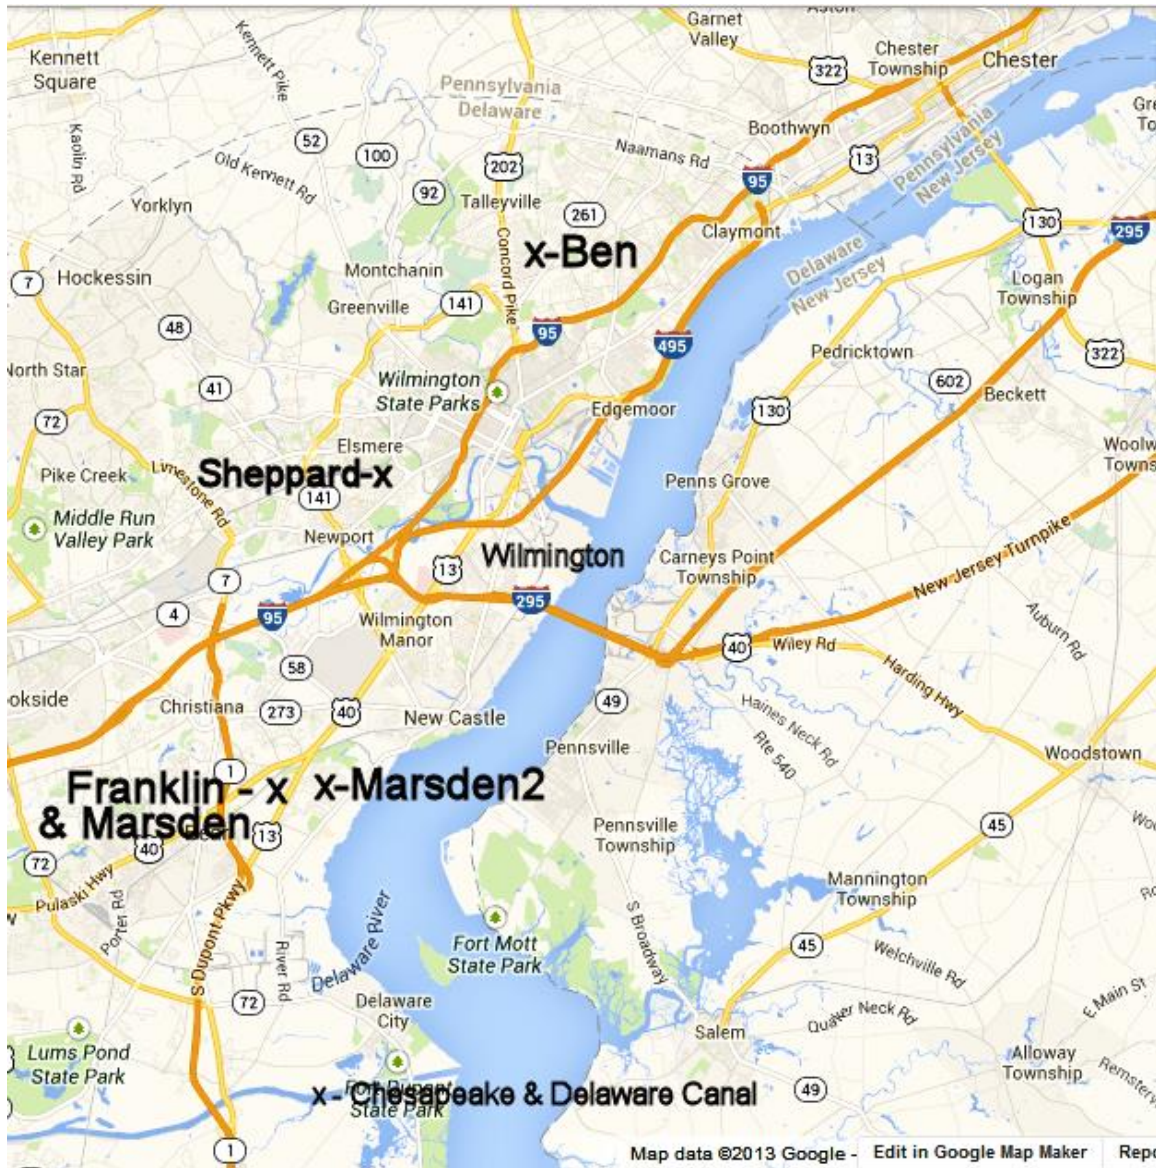 Aston
Garnet
Valley
Chester
Township
Chester
Kennett
Square
Kennett Pike
322
Pennsylvania
Delaware
Boothwyn
Kaolin Rd
52
100
Naamans Rd
13
Pennsylvania
New Jersey
Old Kennett Rd
202
92
95
Yorklyn
Talleyville
261
Claymont
130
295
x-Ben
Delaware
New Jersey
Hockessin
7
Montchanin
Concord Pike
Logan
Township
Greenville
141
48
95
495
322
Pedricktown
North Star
Wilmington
State Parks
41
602
Beckett
72
Edgemoor
130
Elsmere
Pike Creek
Limestone Rd
Sheppard-x
Penns Grove
141
Middle Run
Valley Park
Newport
Wilmington
Carneys Point
Township
New Jersey Turnpike
13
7
295
4
95
Wilmington
Manor
Auburn Rd
40
Wiley Rd
58
Harding Hwy
Christiana
273
40
New Castle
49
Haines Neck Rd
Rte 540
Pennsville
Woodstown
1
Franklin - x
x-Marsden2
& Marsden
13
Pennsville
Township
45
72
40
Pulaski Hwy
Porter Rd
S Dupont Pkwy
Mannington
Township
River Rd
Delaware River
Fort Mott
State Park
S Broadway
45
Welchville Rd
72
Delaware
City
Salem
Quaker Neck Rd
E Main St
Lums Pond
State Park
Alloway
Township
x - Chesapeake & Delaware Canal
State Park
49
1
Map data ©2013 Google -
Edit in Google Map Maker
Repo